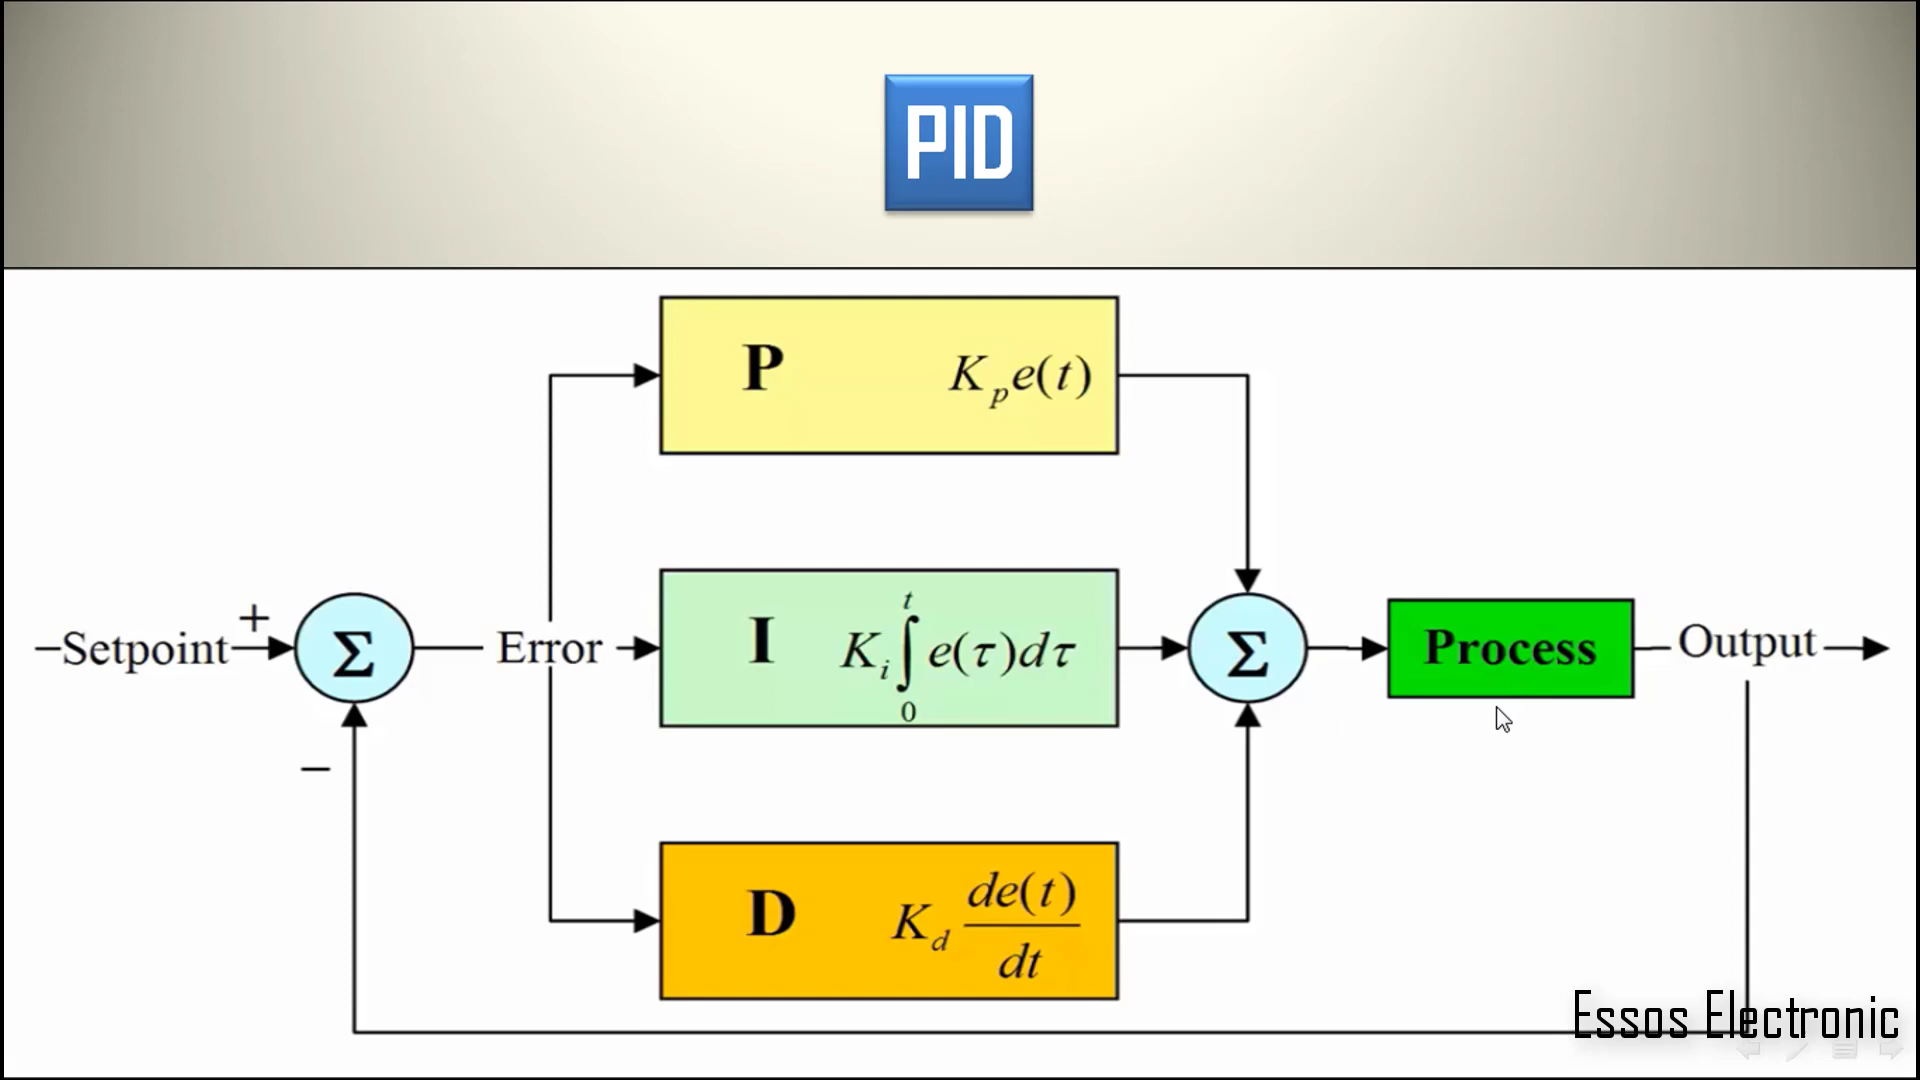 PID
P K_p e(t)
–Setpoint
+
Σ
Error
I K_i ∫_0^t e(τ)dτ
Σ
Process
Output
–
D K_d de(t)/dt
Essos Electronic